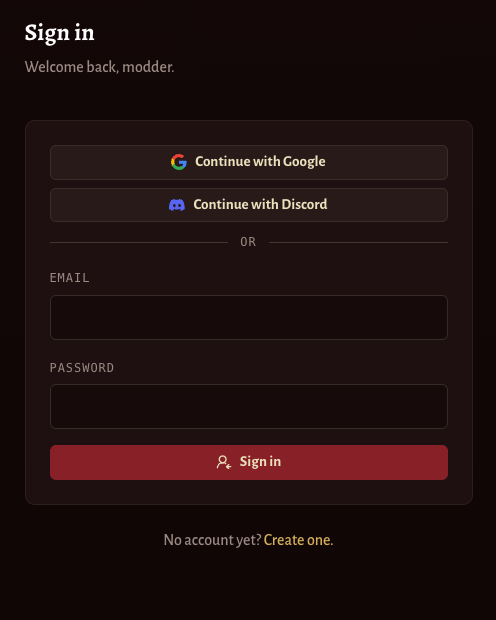 Sign in
Welcome back, modder.
Continue with Google
Continue with Discord
OR
EMAIL
PASSWORD
Sign in
No account yet? Create one.